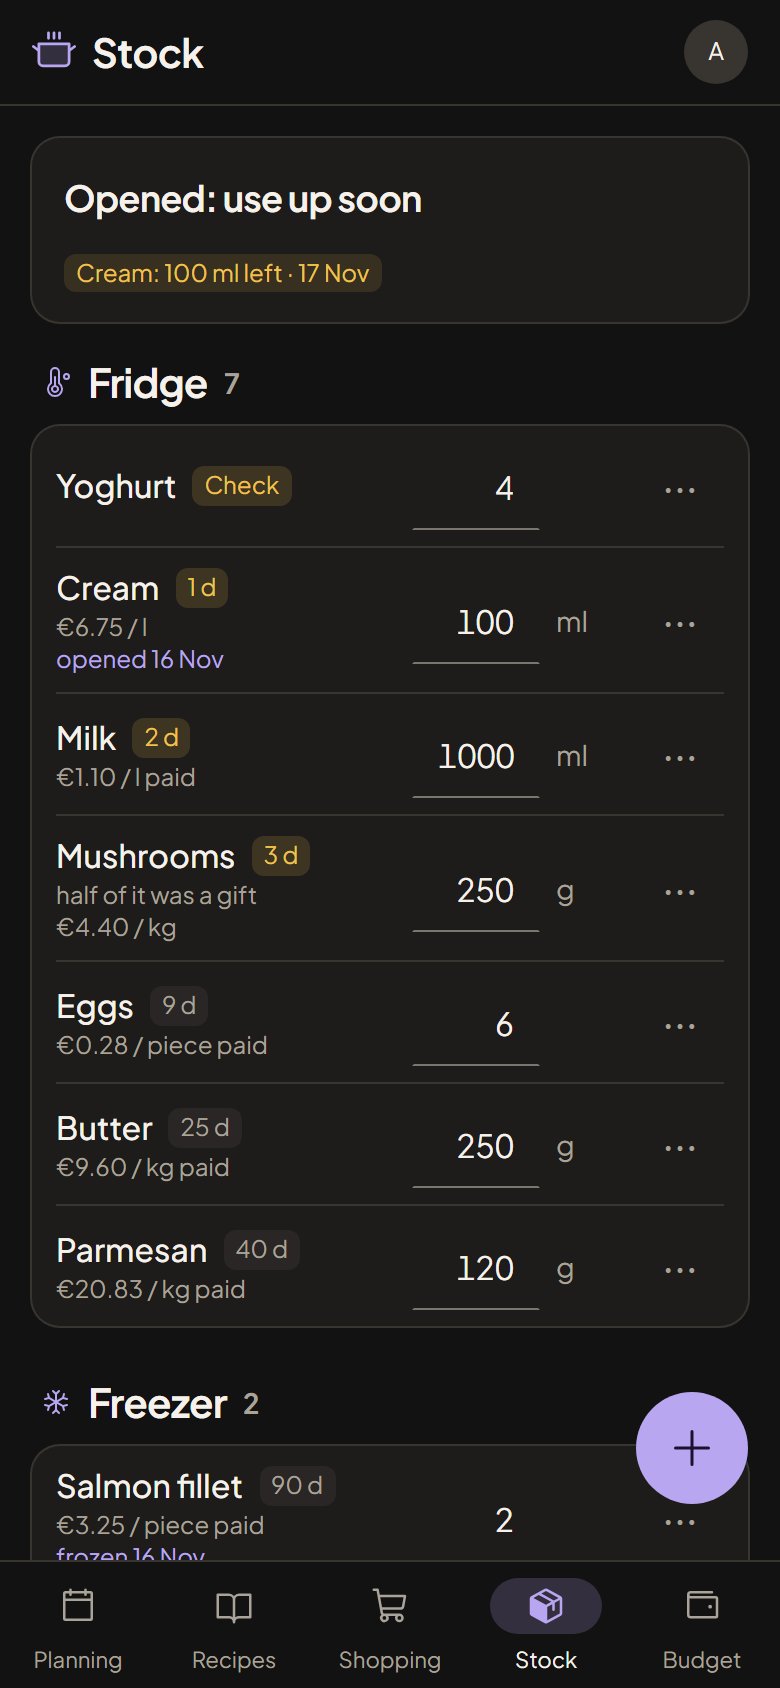 Stock
A
Opened: use up soon
Cream: 100 ml left · 17 Nov
Fridge 7
Yoghurt Check 4 ...
Cream 1 d
€6.75 / l
opened 16 Nov
100 ml ...
Milk 2 d
€1.10 / l paid
1000 ml ...
Mushrooms 3 d
half of it was a gift
€4.40 / kg
250 g ...
Eggs 9 d
€0.28 / piece paid
6 ...
Butter 25 d
€9.60 / kg paid
250 g ...
Parmesan 40 d
€20.83 / kg paid
120 g ...
Freezer 2
Salmon fillet 90 d
€3.25 / piece paid
frozen 16 Nov
2 ...
Planning
Recipes
Shopping
Stock
Budget